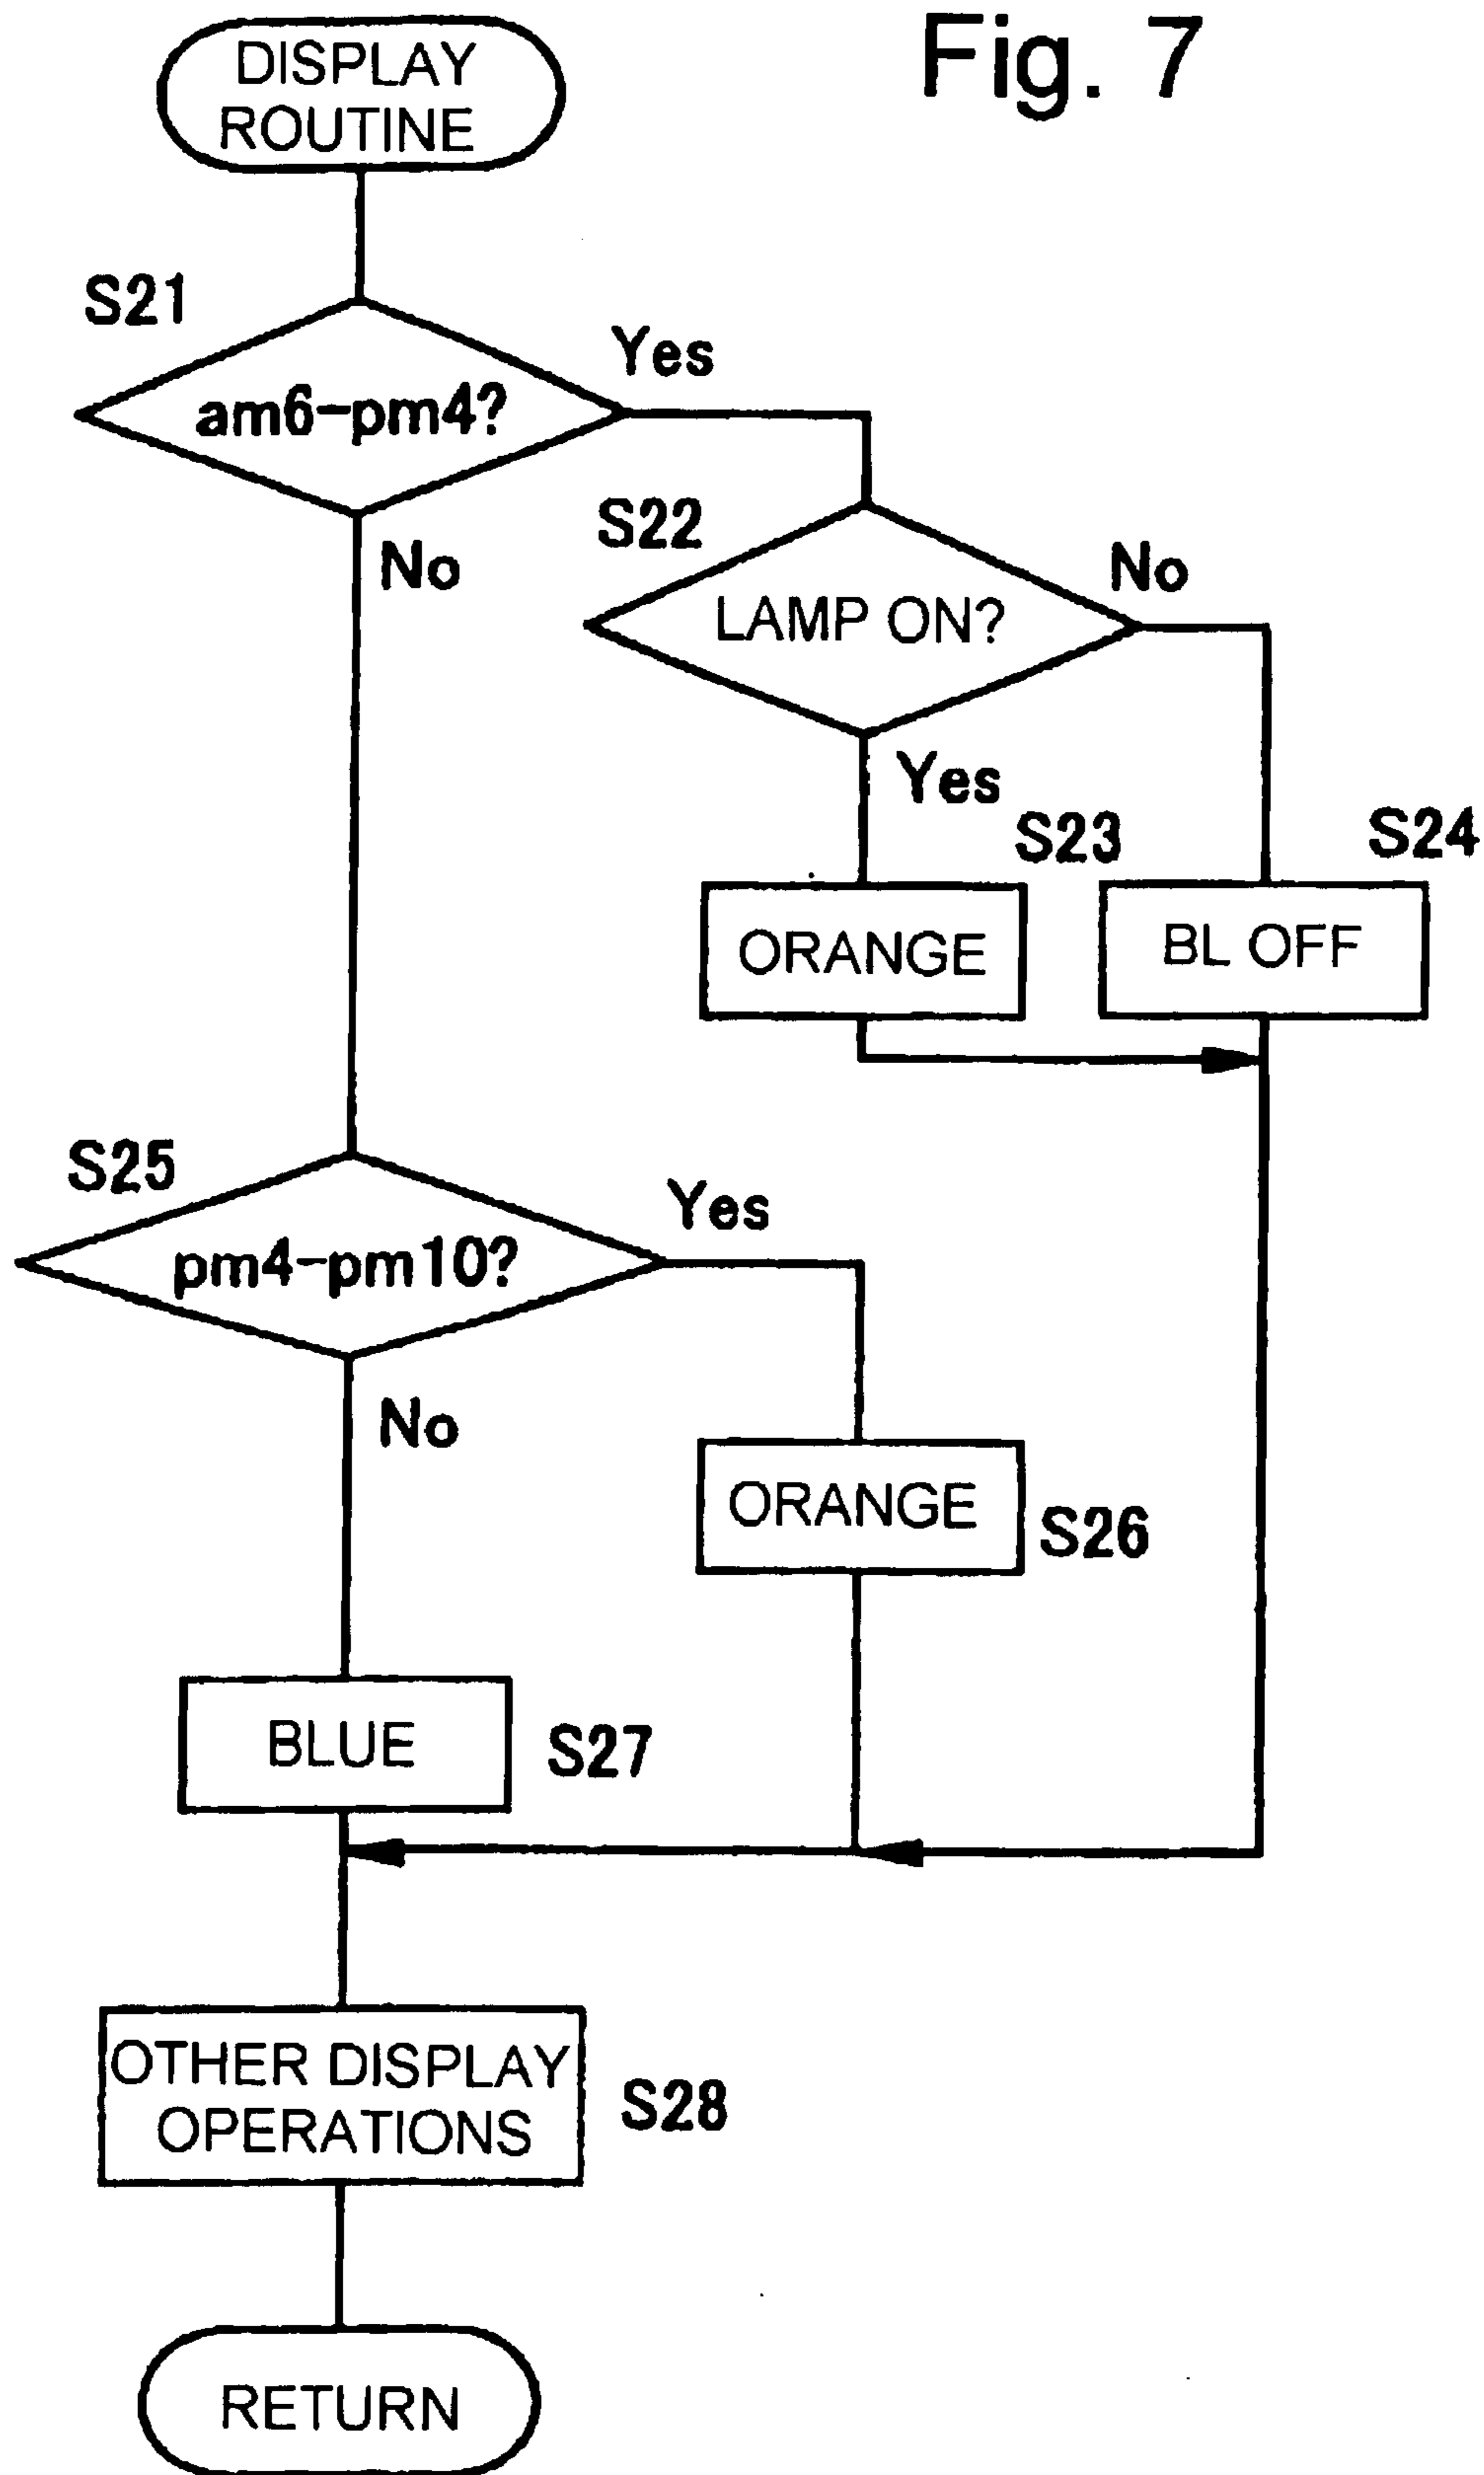 Fig. 7
DISPLAY
ROUTINE
S21
am6-pm4?
Yes
No
S22
LAMP ON?
No
Yes
S23
ORANGE
S24
BL OFF
S25
pm4-pm10?
Yes
No
ORANGE
S26
BLUE
S27
OTHER DISPLAY
OPERATIONS
S28
RETURN